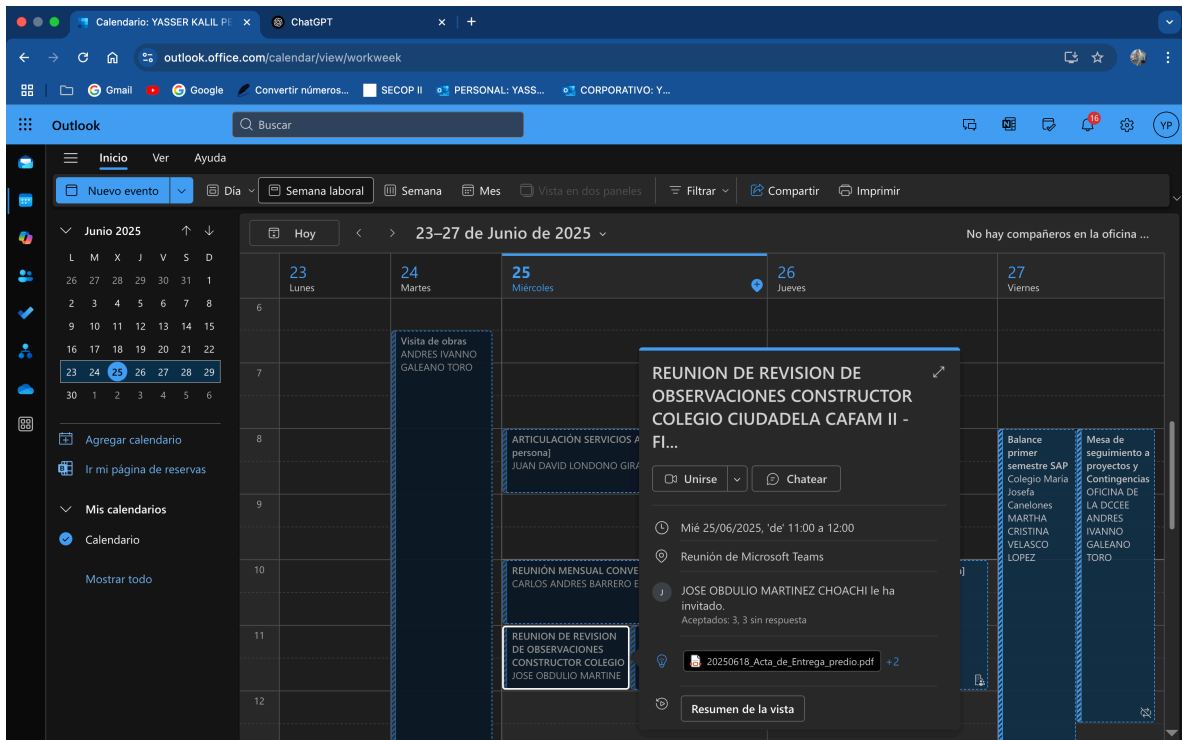 Calendario: YASSER KALIL PE
ChatGPT
outlook.office.com/calendar/view/workweek
Gmail
Google
Convertir números...
SECOP II
PERSONAL: YASS...
CORPORATIVO: Y...
Outlook
Buscar
16
YP
Inicio Ver Ayuda
Nuevo evento
Día
Semana laboral
Semana
Mes
Vista en dos paneles
Filtrar
Compartir
Imprimir
Junio 2025
L M X J V S D
26 27 28 29 30 31 1
2 3 4 5 6 7 8
9 10 11 12 13 14 15
16 17 18 19 20 21 22
23 24 25 26 27 28 29
30 1 2 3 4 5 6
Agregar calendario
Ir mi página de reservas
Mis calendarios
Calendario
Mostrar todo
Hoy
23–27 de Junio de 2025
No hay compañeros en la oficina ...
23
Lunes
24
Martes
25
Miércoles
26
Jueves
27
Viernes
6
7
8
9
10
11
12
Visita de obras
ANDRES IVANNO
GALEANO TORO
ARTICULACIÓN SERVICIOS A
persona]
JUAN DAVID LONDONO GIRA
REUNIÓN MENSUAL CONVE
CARLOS ANDRES BARRERO E
REUNION DE REVISION
DE OBSERVACIONES
CONSTRUCTOR COLEGIO
JOSE OBDULIO MARTINE
REUNION DE REVISION DE
OBSERVACIONES CONSTRUCTOR
COLEGIO CIUDADELA CAFAM II -
FI...
Unirse
Chatear
Mié 25/06/2025, 'de' 11:00 a 12:00
Reunión de Microsoft Teams
J
JOSE OBDULIO MARTINEZ CHOACHI le ha
invitado.
Aceptados: 3, 3 sin respuesta
20250618_Acta_de_Entrega_predio.pdf +2
Resumen de la vista
Balance
primer
semestre SAP
Colegio María
Josefa
Canelones
MARTHA
CRISTINA
VELASCO
LOPEZ
Mesa de
seguimiento a
proyectos y
Contingencias
OFICINA DE
LA DCCEE
ANDRES
IVANNO
GALEANO
TORO